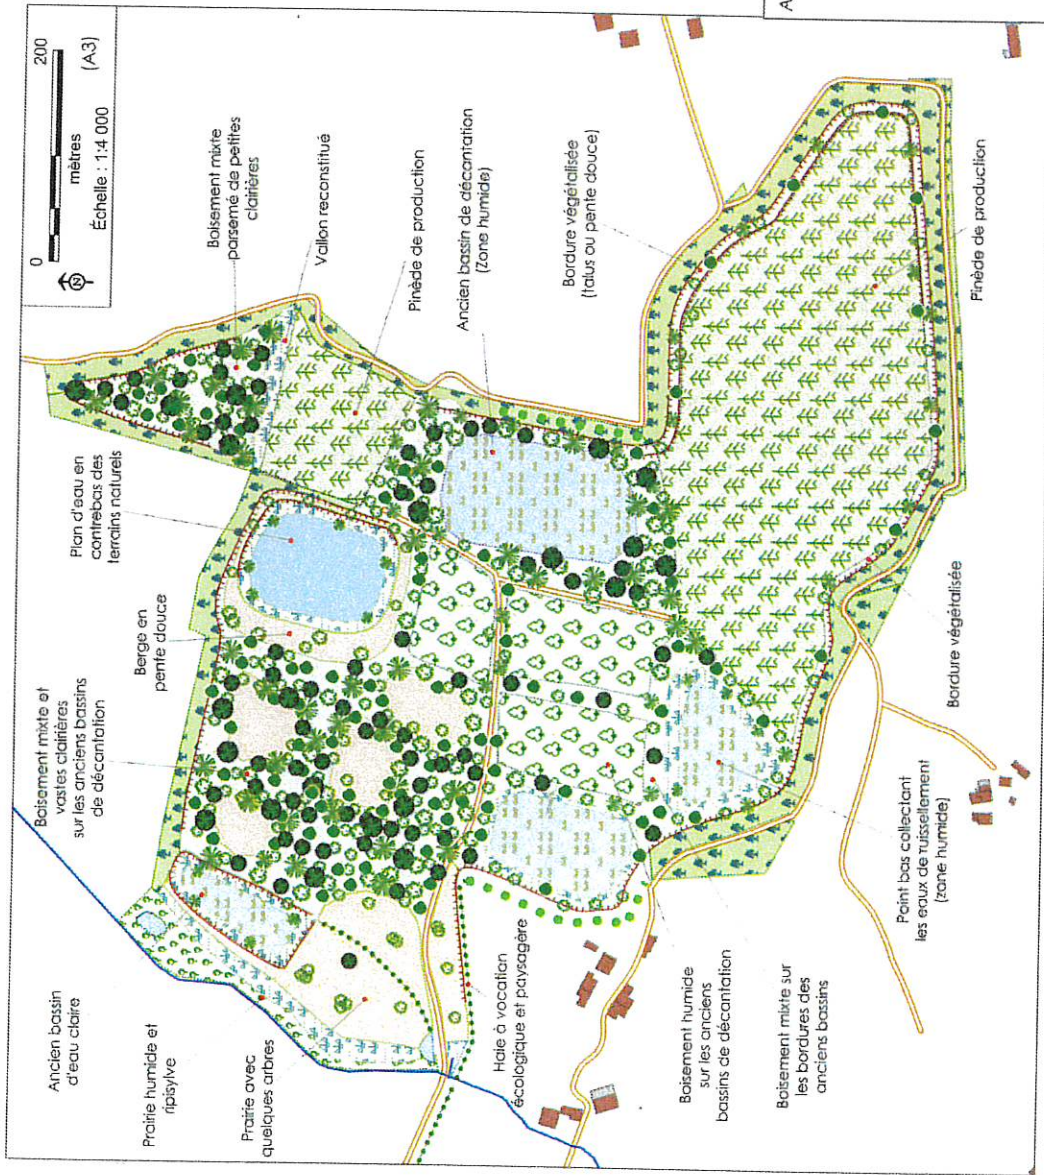 0
200
mètres
(A3)
N
Échelle : 1:4 000
A
Boisement mixte
parsemé de petites
clairières
Vallon reconstitué
Pinède de production
Ancien bassin de décantation
(Zone humide)
Bordure végétalisée
(talus ou pente douce)
Pinède de production
Plan d'eau en
contrebas des
terrains naturels
Berge en
pente douce
Boisement mixte et
vastes clairières
sur les anciens bassins
de décantation
Ancien bassin
d'eau claire
Prairie humide et
ripisylve
Prairie avec
quelques arbres
Haie à vocation
écologique et paysagère
Boisement humide
sur les anciens
bassins de décantation
Boisement mixte sur
les bordures des
anciens bassins
Point bas collectant
les eaux de ruissellement
(zone humide)
Bordure végétalisée